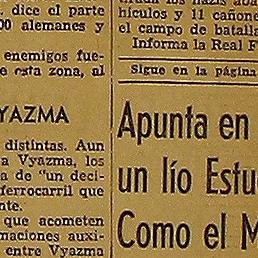 dice el parte
00 alemanes y
enemigos fue-
e esta zona, al
YAZMA
distintas. Aun
a Vyazma, los
a de "un deci-
ferrocarril que
nte.
que acometen
maciones auxi-
entre Vyazma
hículos y 11 cañone
el campo de batalla
Informa la Real F
Sigue en la página
Apunta en
un lío Estu
Como el M